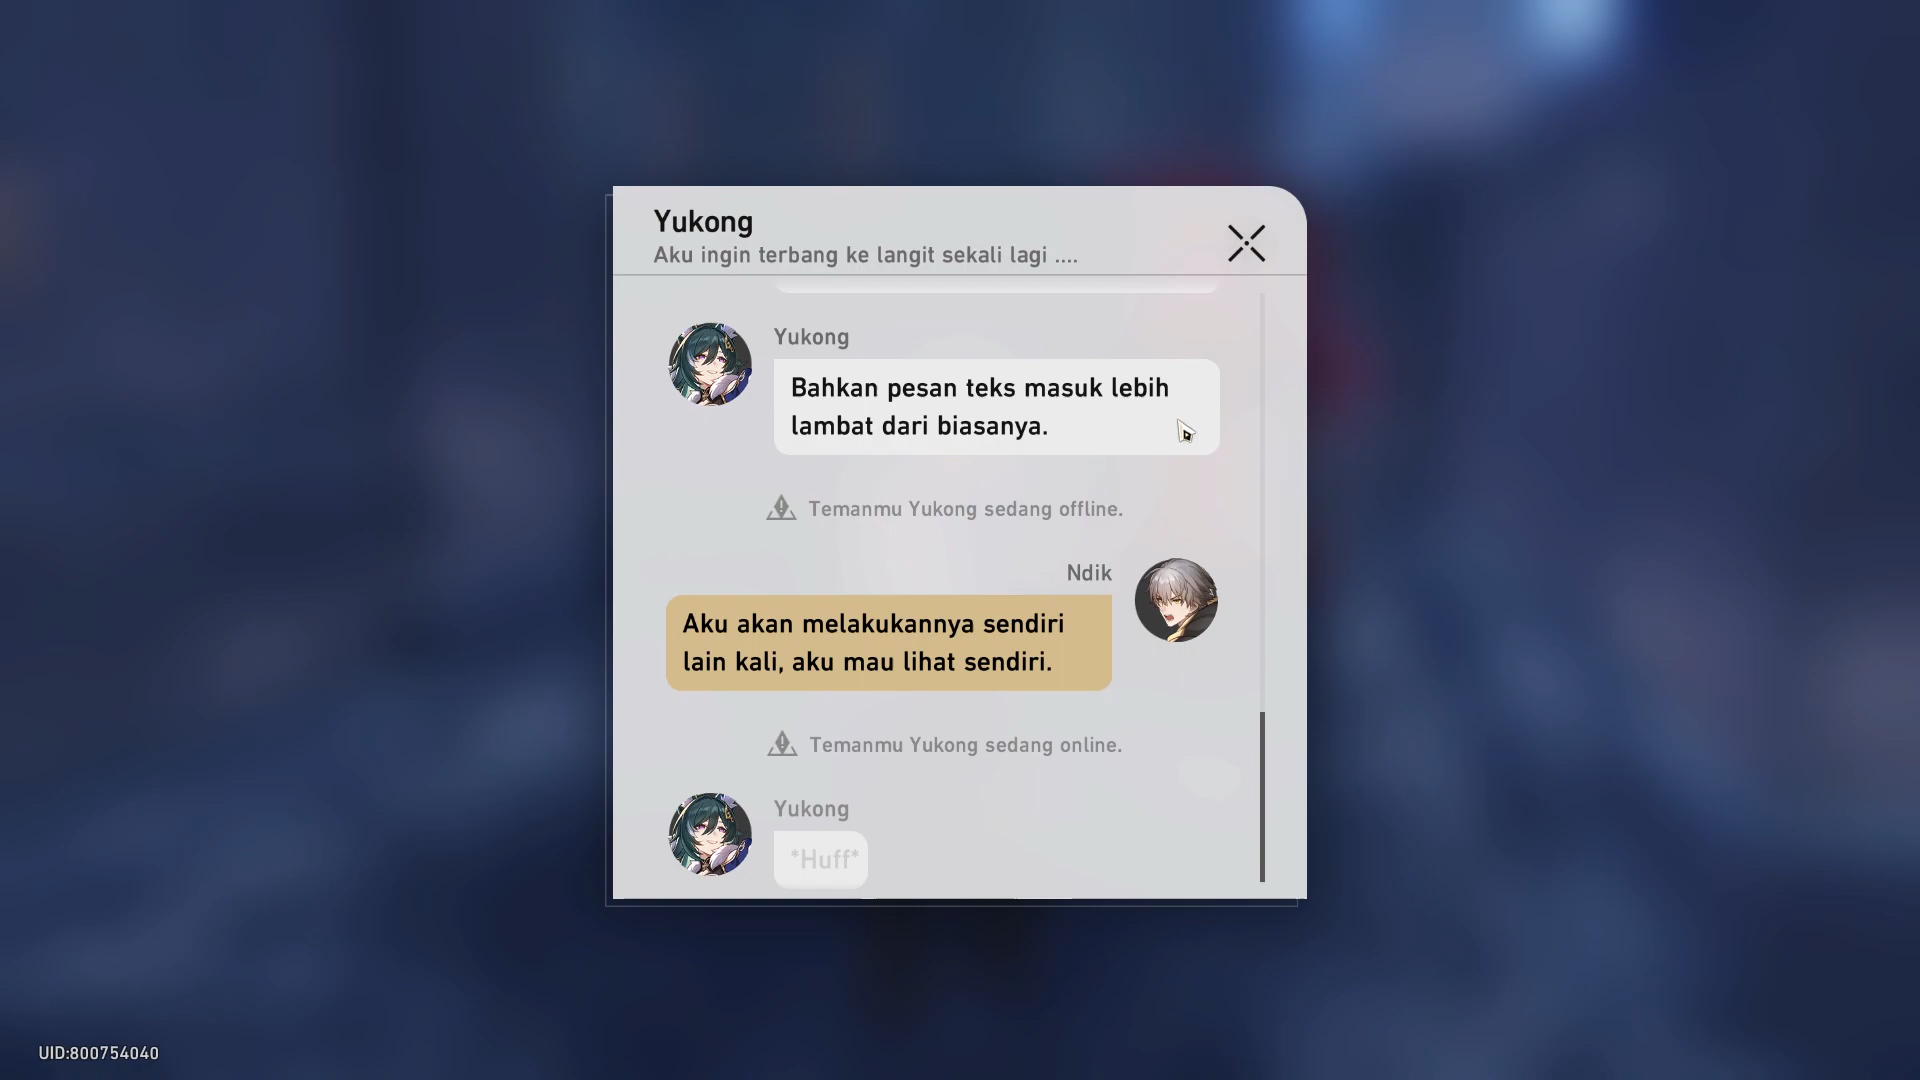 Yukong
Aku ingin terbang ke langit sekali lagi ....
Yukong
Bahkan pesan teks masuk lebih
lambat dari biasanya.
Temanmu Yukong sedang offline.
Ndik
Aku akan melakukannya sendiri
lain kali, aku mau lihat sendiri.
Temanmu Yukong sedang online.
Yukong
*Huff*
UID:800754040